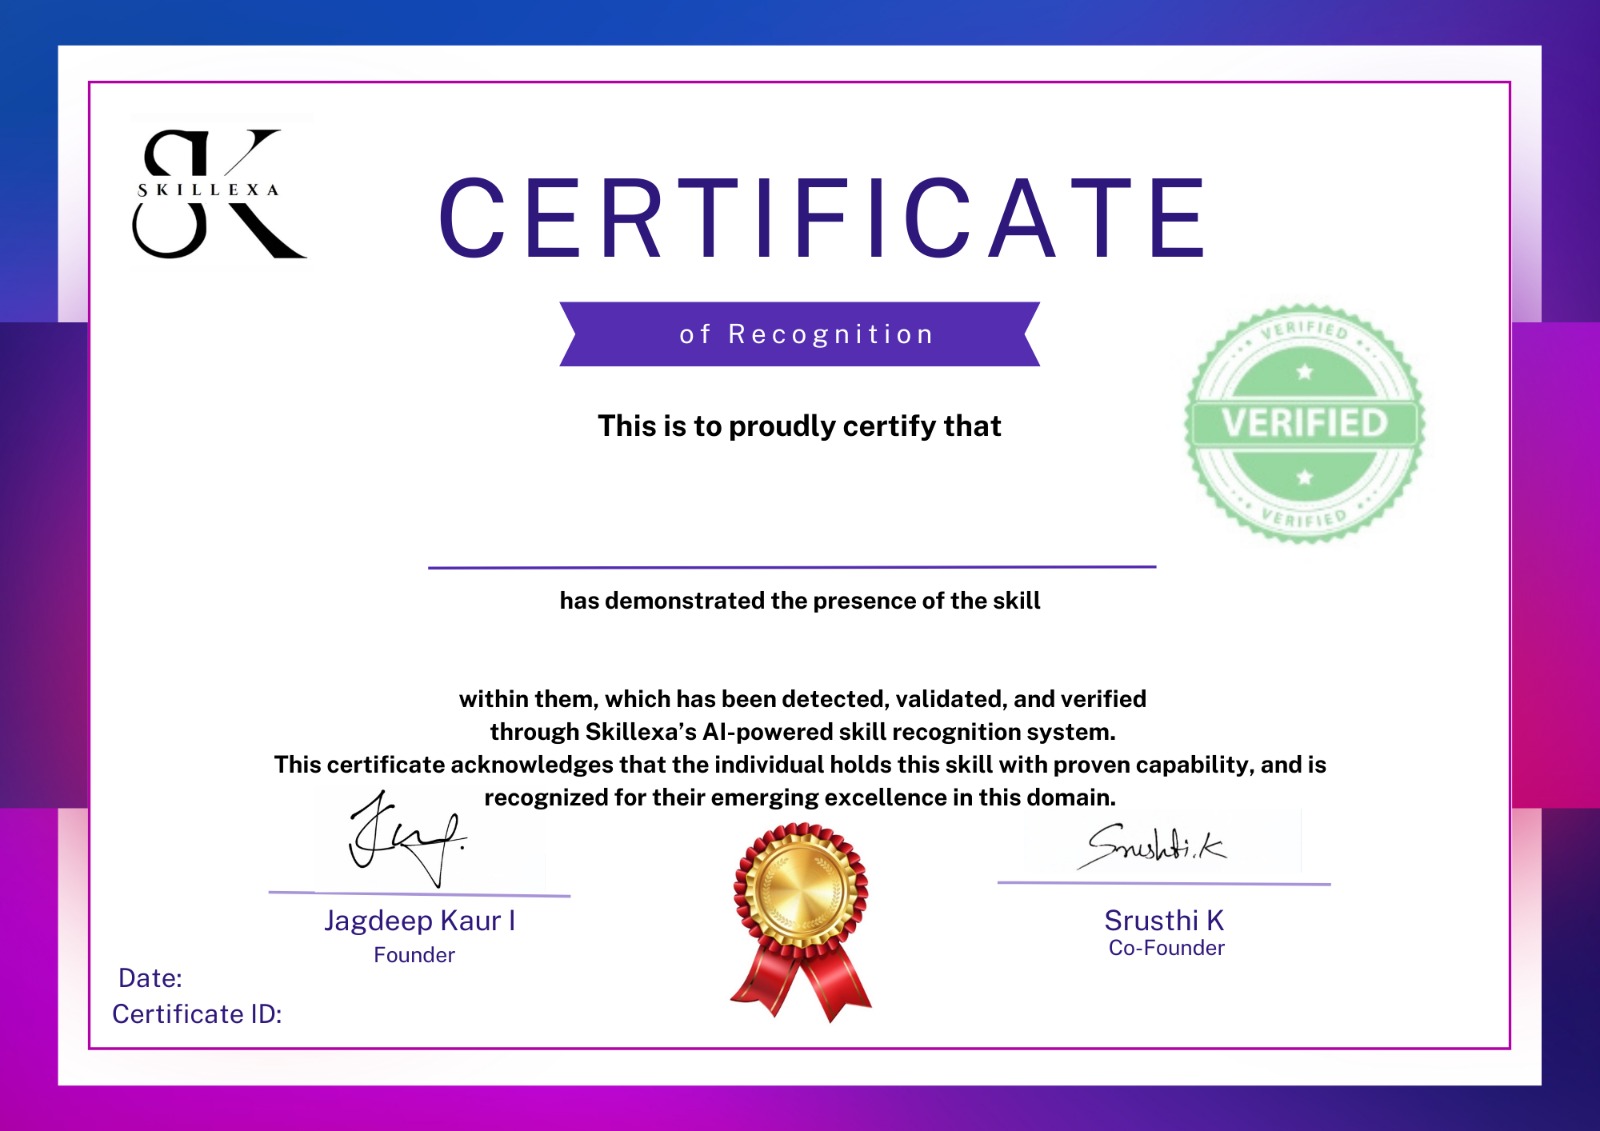 SKILLEXA
CERTIFICATE
of Recognition
VERIFIED
VERIFIED
VERIFIED
This is to proudly certify that
has demonstrated the presence of the skill
within them, which has been detected, validated, and verified
through Skillexa’s AI-powered skill recognition system.
This certificate acknowledges that the individual holds this skill with proven capability, and is
recognized for their emerging excellence in this domain.
Srushti.K
Jagdeep Kaur I
Founder
Srusthi K
Co-Founder
Date:
Certificate ID: